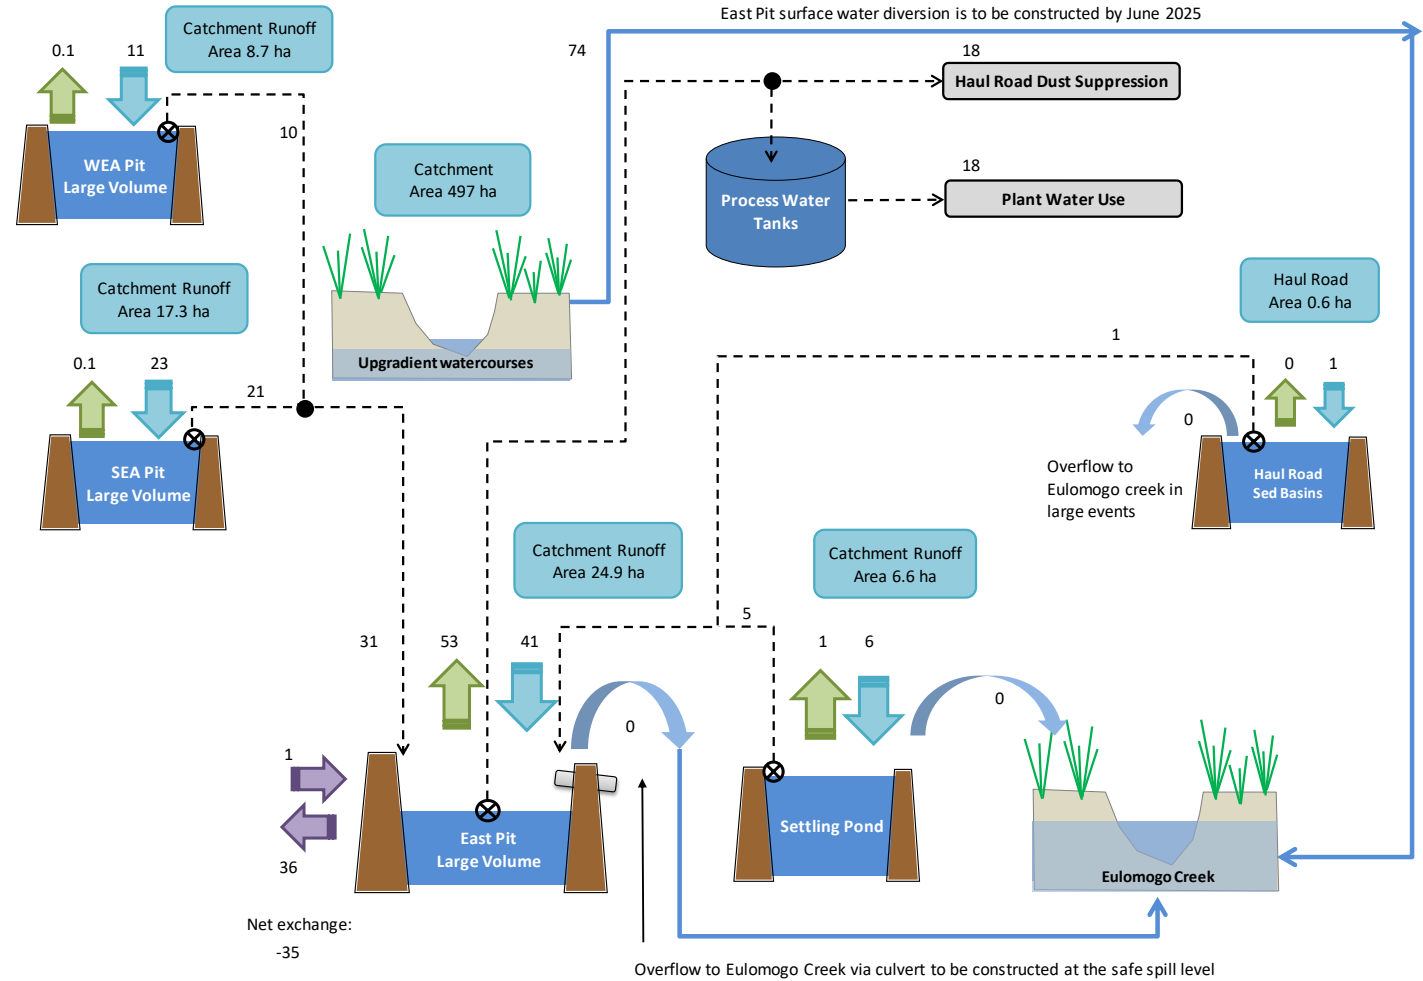 East Pit surface water diversion is to be constructed by June 2025
Catchment Runoff
Area 8.7 ha
0.1
11
74
18
Haul Road Dust Suppression
10
WEA Pit
Large Volume
Catchment
Area 497 ha
18
Process Water
Tanks
Plant Water Use
Catchment Runoff
Area 17.3 ha
Haul Road
Area 0.6 ha
0.1
23
21
Upgradient watercourses
1
0
1
0
SEA Pit
Large Volume
Overflow to
Eulomogo creek in
large events
Haul Road
Sed Basins
Catchment Runoff
Area 24.9 ha
Catchment Runoff
Area 6.6 ha
5
31
53
41
1
6
0
0
1
36
East Pit
Large Volume
Settling Pond
Eulomogo Creek
Net exchange:
-35
Overflow to Eulomogo Creek via culvert to be constructed at the safe spill level